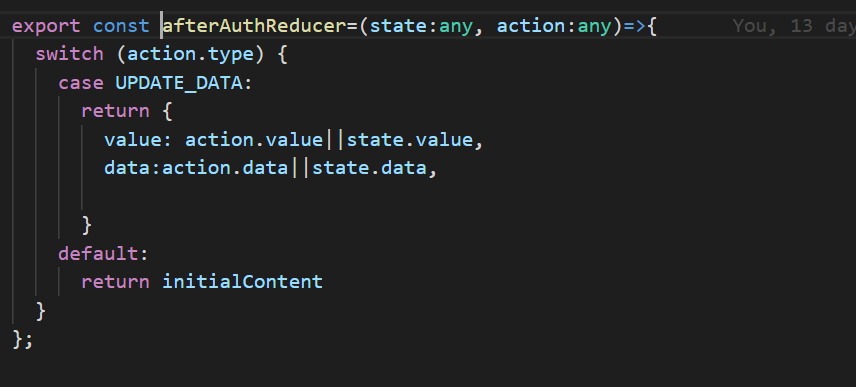 export const afterAuthReducer=(state:any, action:any)=>{ You, 13 day
switch (action.type) {
case UPDATE_DATA:
return {
value: action.value||state.value,
data:action.data||state.data,
}
default:
return initialContent
}
};